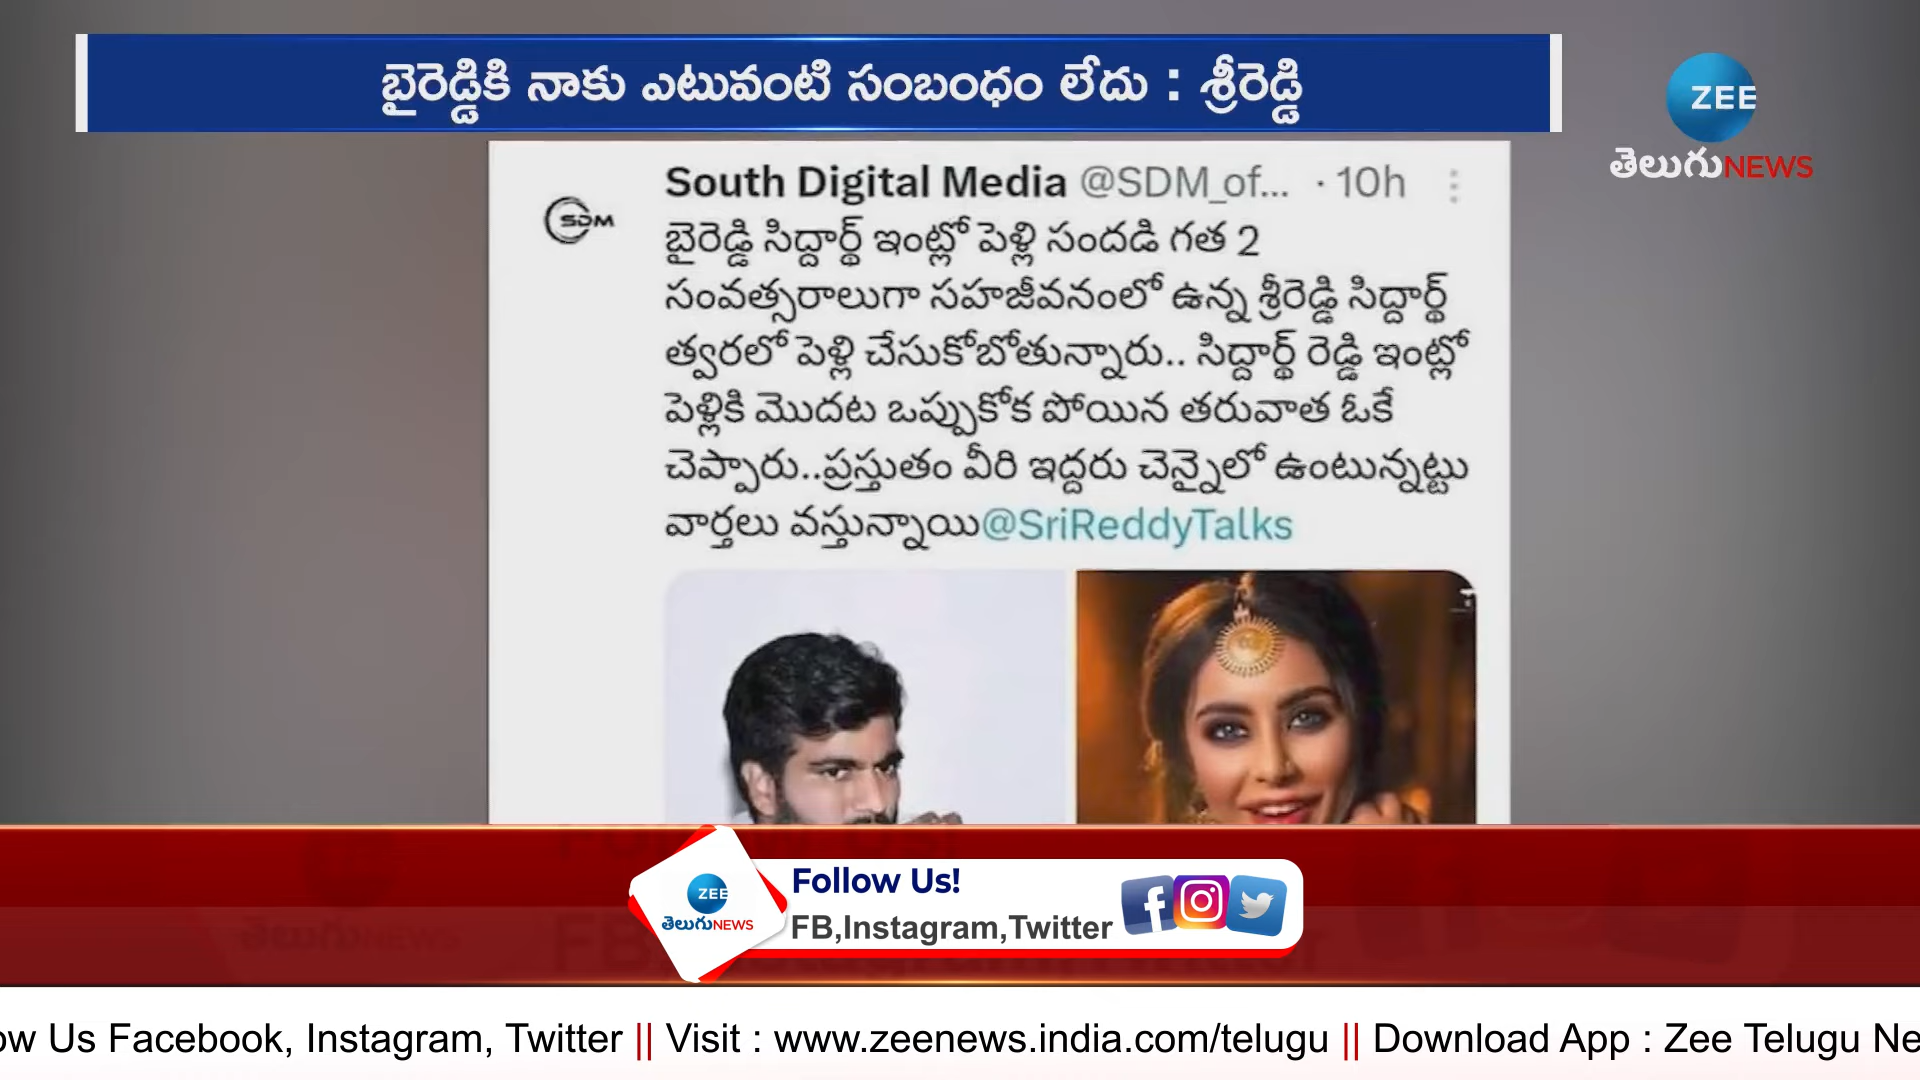 బైరెడ్డికి నాకు ఎటువంటి సంబంధం లేదు : శ్రీరెడ్డి
ZEE
తెలుగు NEWS
South Digital Media @SDM_of... · 10h
SDM
బైరెడ్డి సిద్దార్థ్ ఇంట్లో పెళ్లి సందడి గత 2
సంవత్సరాలుగా సహజీవనంలో ఉన్న శ్రీరెడ్డి సిద్దార్థ్
త్వరలో పెళ్లి చేసుకోబోతున్నారు.. సిద్దార్థ్ రెడ్డి ఇంట్లో
పెళ్లికి మొదట ఒప్పుకోక పోయిన తరువాత ఓకే
చెప్పారు..ప్రస్తుతం వీరి ఇద్దరు చెన్నైలో ఉంటున్నట్టు
వార్తలు వస్తున్నాయి@SriReddyTalks
ZEE
తెలుగు NEWS
Follow Us!
FB,Instagram,Twitter
ow Us Facebook, Instagram, Twitter || Visit : www.zeenews.india.com/telugu || Download App : Zee Telugu Ne